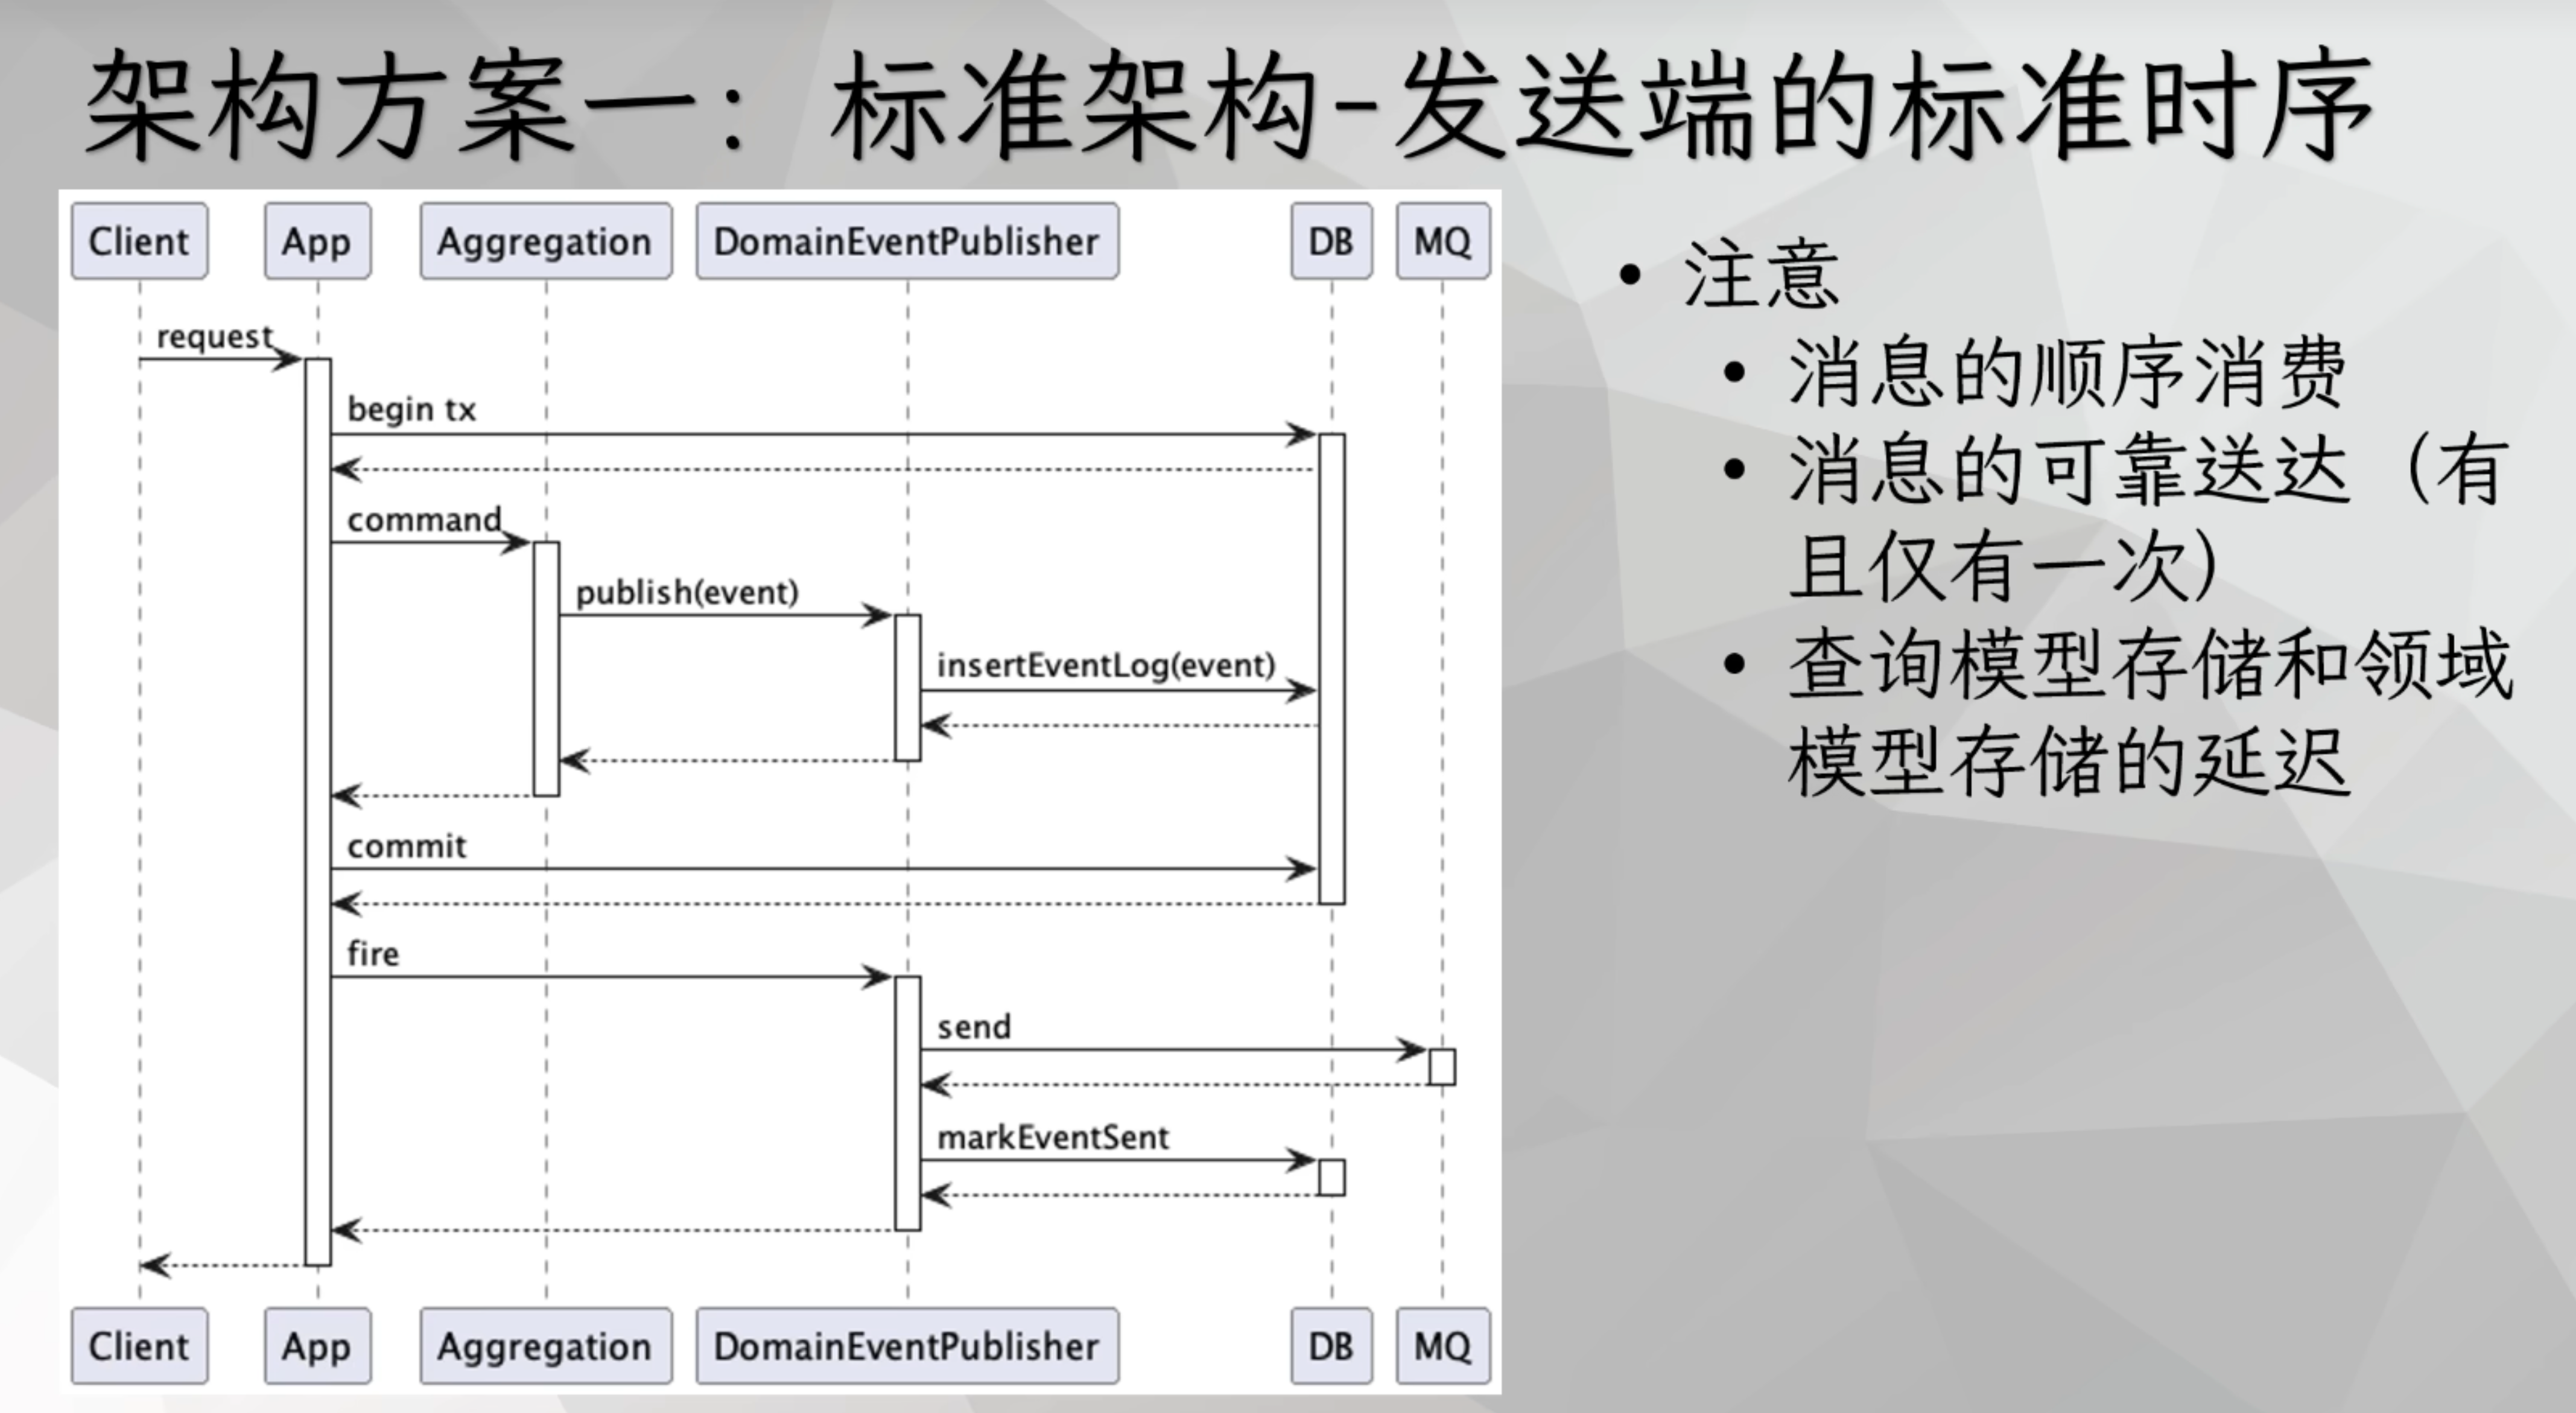 架构方案一：标准架构-发送端的标准时序
Client App Aggregation DomainEventPublisher DB MQ
request
begin tx
command
publish(event)
insertEventLog(event)
commit
fire
send
markEventSent
Client App Aggregation DomainEventPublisher DB MQ
• 注意
• 消息的顺序消费
• 消息的可靠送达（有
且仅有一次）
• 查询模型存储和领域
模型存储的延迟